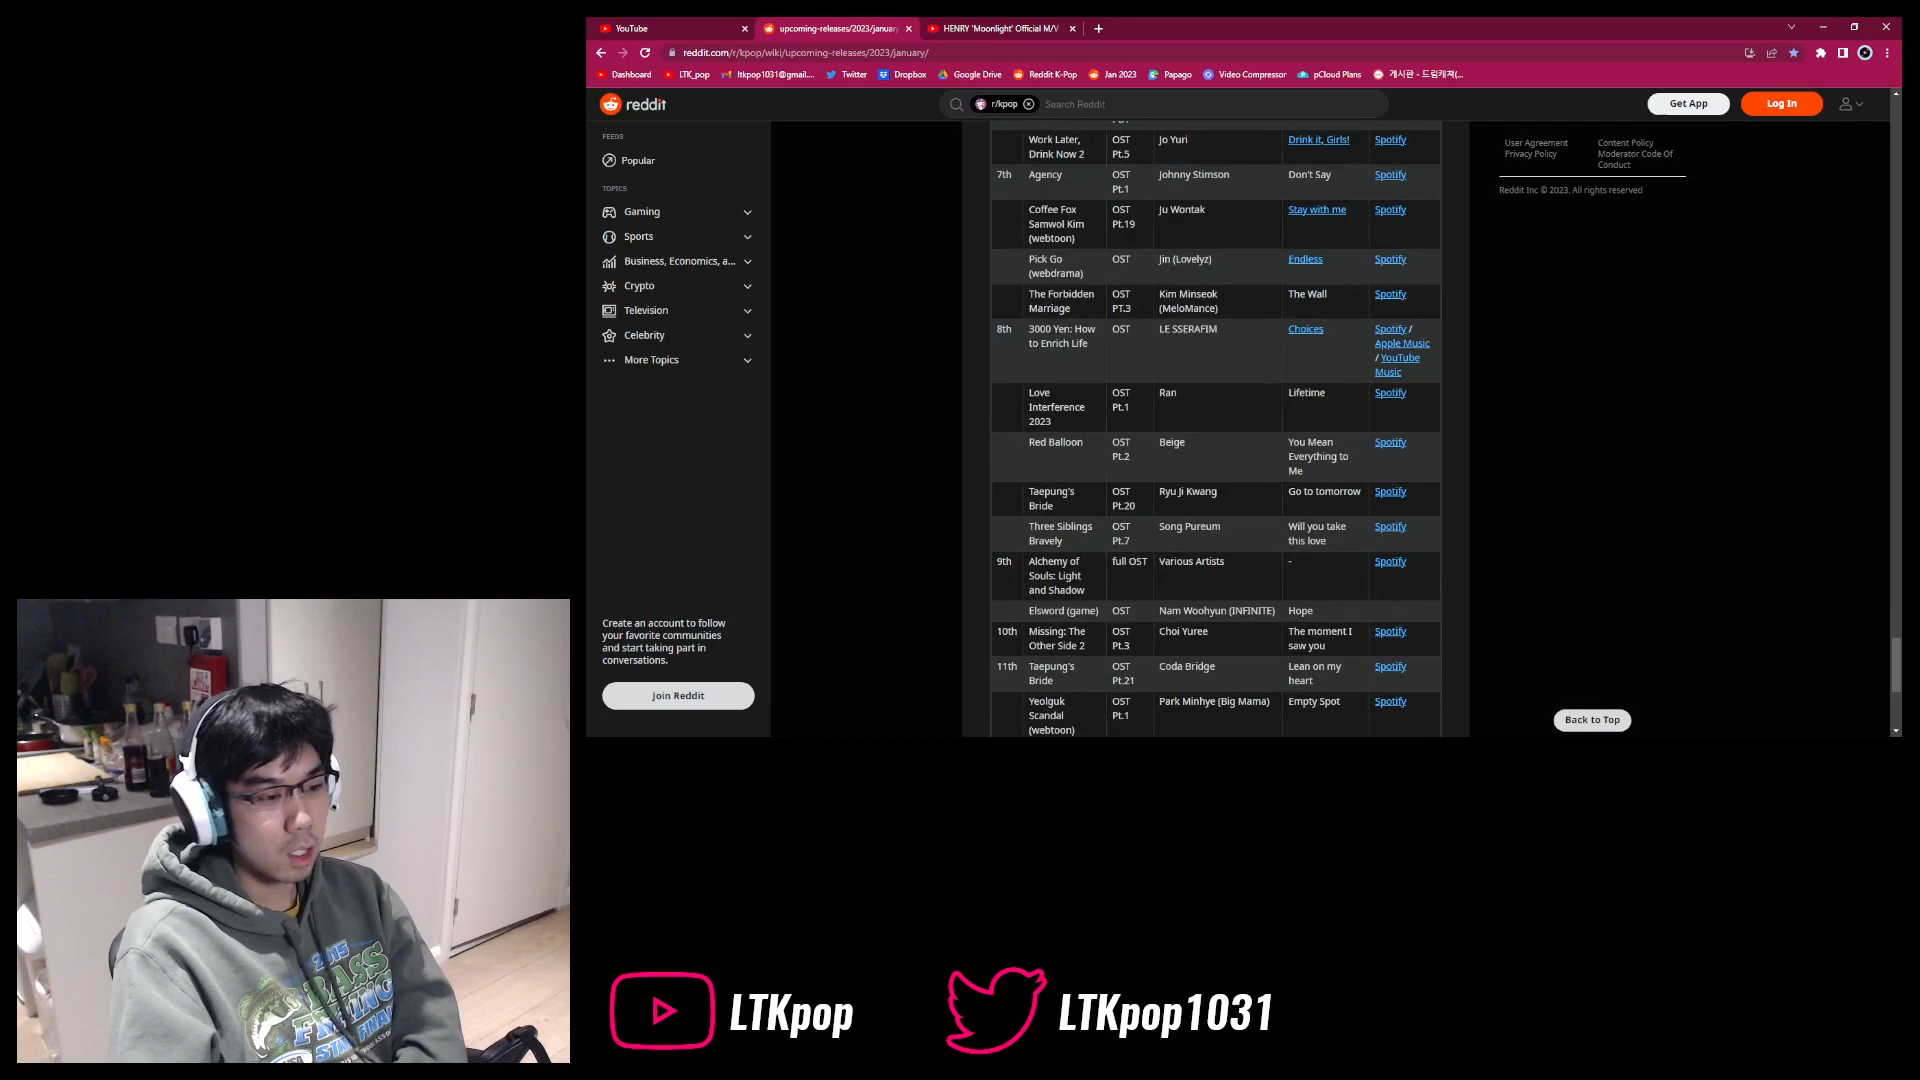 YouTube
upcoming-releases/2023/january
HENRY 'Moonlight' Official M/V
reddit.com/r/kpop/wiki/upcoming-releases/2023/january/
Dashboard
LTK_pop
ltkpop1031@gmail....
Twitter
Dropbox
Google Drive
Reddit K-Pop
Jan 2023
Papago
Video Compressor
pCloud Plans
게시판 - 드림캐쳐(...
reddit
r/kpop
Search Reddit
Get App
Log In
FEEDS
Popular
TOPICS
Gaming
Sports
Business, Economics, a...
Crypto
Television
Celebrity
More Topics
Create an account to follow
your favorite communities
and start taking part in
conversations.
Join Reddit
Work Later, OST Jo Yuri Drink it, Girls! Spotify
Drink Now 2 Pt.5
7th Agency OST Johnny Stimson Don't Say Spotify
Pt.1
Coffee Fox OST Ju Wontak Stay with me Spotify
Samwol Kim Pt.19
(webtoon)
Pick Go OST Jin (Lovelyz) Endless Spotify
(webdrama)
The Forbidden OST Kim Minseok The Wall Spotify
Marriage PT.3 (MeloMance)
8th 3000 Yen: How OST LE SSERAFIM Choices Spotify /
to Enrich Life Apple Music
/ YouTube
Music
Love OST Ran Lifetime Spotify
Interference Pt.1
2023
Red Balloon OST Beige You Mean Spotify
Pt.2 Everything to
Me
Taepung's OST Ryu Ji Kwang Go to tomorrow Spotify
Bride Pt.20
Three Siblings OST Song Pureum Will you take Spotify
Bravely Pt.7 this love
9th Alchemy of full OST Various Artists - Spotify
Souls: Light
and Shadow
Elsword (game) OST Nam Woohyun (INFINITE) Hope
10th Missing: The OST Choi Yuree The moment I Spotify
Other Side 2 Pt.3 saw you
11th Taepung's OST Coda Bridge Lean on my Spotify
Bride Pt.21 heart
Yeolguk OST Park Minhye (Big Mama) Empty Spot Spotify
Scandal Pt.1
(webtoon)
User Agreement
Privacy Policy
Content Policy
Moderator Code Of
Conduct
Reddit Inc © 2023. All rights reserved
Back to Top
2015
BASS
LTKpop
LTKpop1031